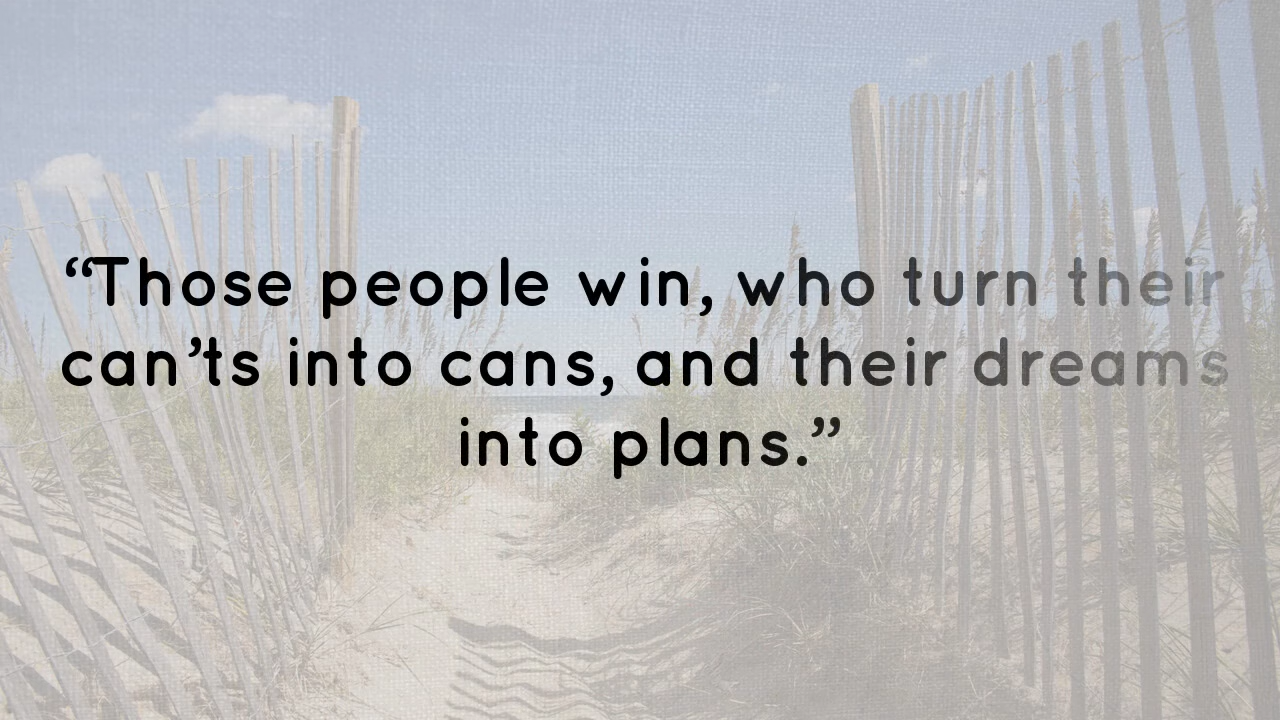 “Those people win, who turn their
can’ts into cans, and their dreams
into plans.”